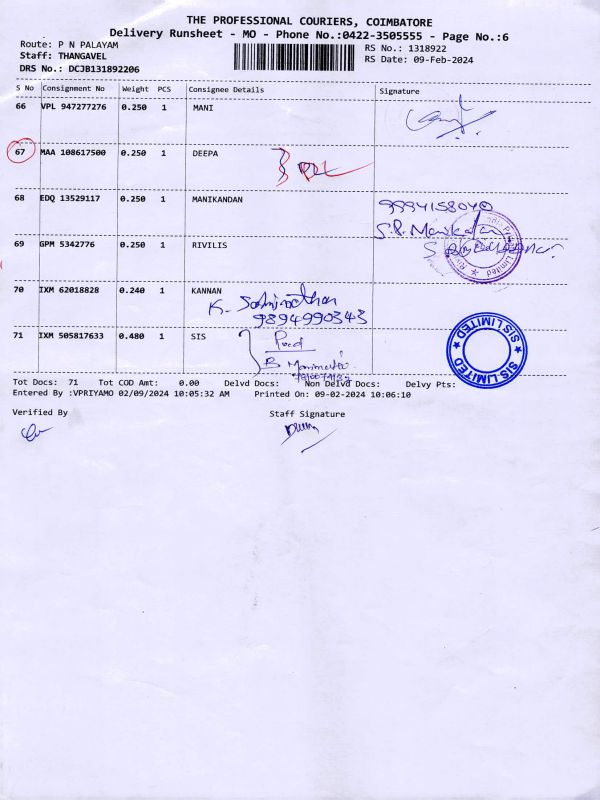 THE PROFESSIONAL COURIERS, COIMBATORE
Delivery Runsheet - MO - Phone No.:0422-3505555 - Page No.:6
Route: P N PALAYAM
RS No.: 1318922
Staff: THANGAVEL
RS Date: 09-Feb-2024
DRS No.: DCJB131892206
S No Consignment No Weight PCS Consignee Details Signature
66 VPL 947277276 0.250 1 MANI
67 MAA 108617500 0.250 1 DEEPA
68 EDQ 13529117 0.250 1 MANIKANDAN
9994158040
S.R. Manikandan
69 GPM 5342776 0.250 1 RIVILIS
70 IXM 62018828 0.240 1 KANNAN
K.
9894990343
71 IXM 505817633 0.480 1 SIS
SIS LIMITED ★ SIS LIMITED ★
Tot Docs: 71 Tot COD Amt: 0.00 Delvd Docs: Non Delvd Docs: Delvy Pts:
Entered By :VPRIYAMO 02/09/2024 10:05:32 AM Printed On: 09-02-2024 10:06:10
Verified By Staff Signature